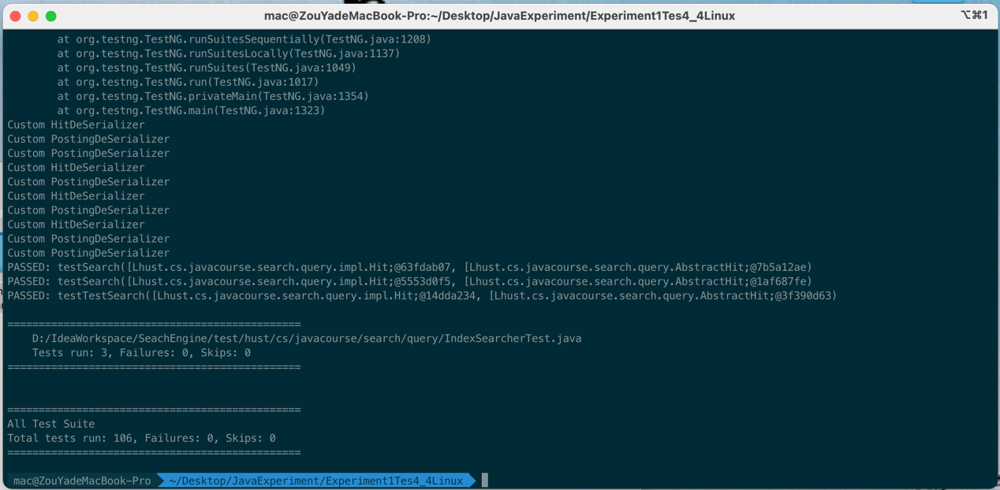 mac@ZouYadeMacBook-Pro:~/Desktop/JavaExperiment/Experiment1Tes4_4Linux
⌥⌘1
at org.testng.TestNG.runSuitesSequentially(TestNG.java:1208)
at org.testng.TestNG.runSuitesLocally(TestNG.java:1137)
at org.testng.TestNG.runSuites(TestNG.java:1049)
at org.testng.TestNG.run(TestNG.java:1017)
at org.testng.TestNG.privateMain(TestNG.java:1354)
at org.testng.TestNG.main(TestNG.java:1323)
Custom HitDeSerializer
Custom PostingDeSerializer
Custom PostingDeSerializer
Custom HitDeSerializer
Custom PostingDeSerializer
Custom HitDeSerializer
Custom PostingDeSerializer
Custom HitDeSerializer
Custom PostingDeSerializer
Custom PostingDeSerializer
PASSED: testSearch([Lhust.cs.javacourse.search.query.impl.Hit;@63fdab07, [Lhust.cs.javacourse.search.query.AbstractHit;@7b5a12ae)
PASSED: testSearch([Lhust.cs.javacourse.search.query.impl.Hit;@5553d0f5, [Lhust.cs.javacourse.search.query.AbstractHit;@1af687fe)
PASSED: testTestSearch([Lhust.cs.javacourse.search.query.impl.Hit;@14dda234, [Lhust.cs.javacourse.search.query.AbstractHit;@3f390d63)
===============================================
D:/IdeaWorkspace/SeachEngine/test/hust/cs/javacourse/search/query/IndexSearcherTest.java
Tests run: 3, Failures: 0, Skips: 0
===============================================
===============================================
All Test Suite
Total tests run: 106, Failures: 0, Skips: 0
===============================================
mac@ZouYadeMacBook-Pro ~/Desktop/JavaExperiment/Experiment1Tes4_4Linux